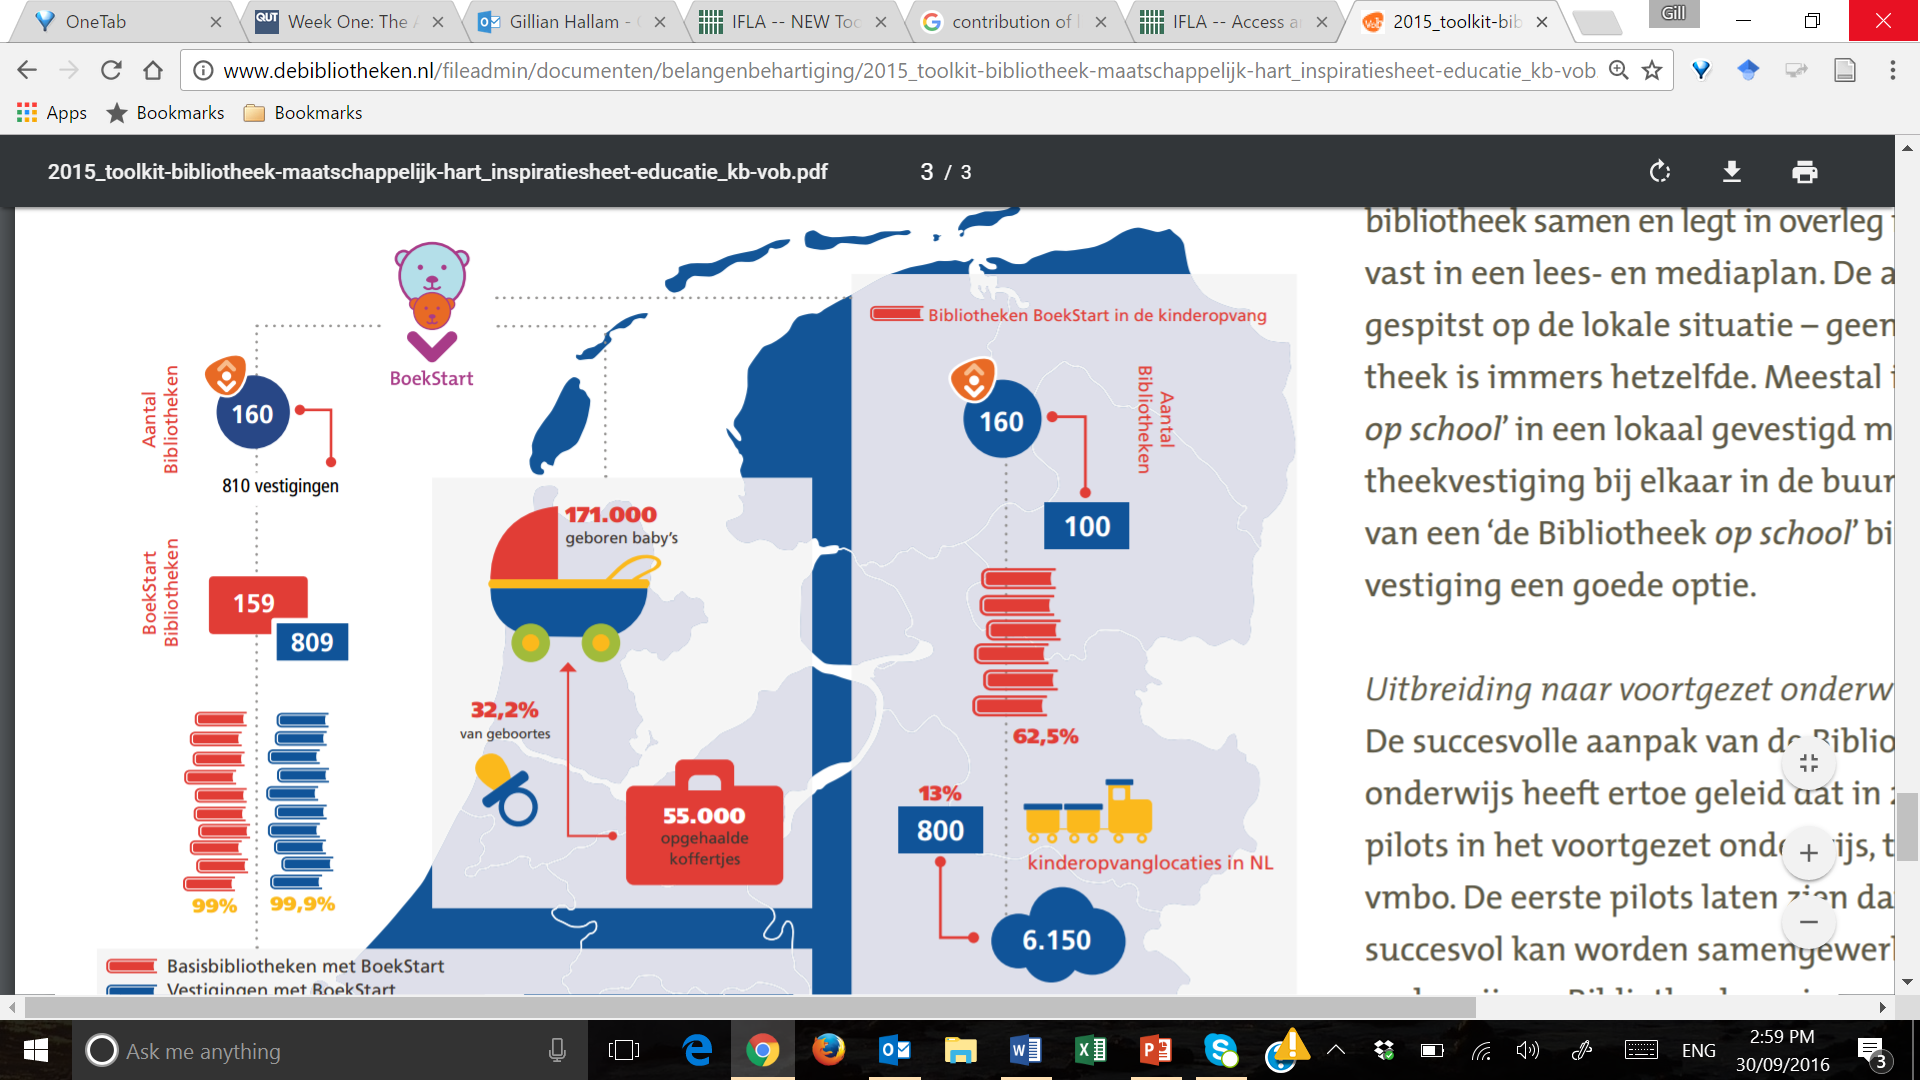 OneTab
Week One: The A
Gillian Hallam - 
IFLA -- NEW Too
contribution of
IFLA -- Access a
2015_toolkit-bib
Gill
www.debibliotheken.nl/fileadmin/documenten/belangenbehartiging/2015_toolkit-bibliotheek-maatschappelijk-hart_inspiratiesheet-educatie_kb-vob
Apps
Bookmarks
Bookmarks
2015_toolkit-bibliotheek-maatschappelijk-hart_inspiratiesheet-educatie_kb-vob.pdf
3 / 3
BoekStart
Aantal
Bibliotheken
160
810 vestigingen
BoekStart
Bibliotheken
159
809
99%
99,9%
Basisbibliotheken met BoekStart
Vestigingen met BoekStart
171.000
geboren baby's
32,2%
van geboortes
55.000
opgehaalde
koffertjes
Bibliotheken BoekStart in de kinderopvang
160
Aantal
Bibliotheken
100
62,5%
13%
800
kinderopvanglocaties in NL
6.150
bibliotheek samen en legt in overleg
vast in een lees- en mediaplan. De a
gespitst op de lokale situatie – geen
theek is immers hetzelfde. Meestal i
op school’ in een lokaal gevestigd m
theekvestiging bij elkaar in de buur
van een ‘de Bibliotheek op school’ bi
vestiging een goede optie.
Uitbreiding naar voortgezet onderw
De succesvolle aanpak van de Biblio
onderwijs heeft ertoe geleid dat in
pilots in het voortgezet onderwijs, t
vmbo. De eerste pilots laten zien da
succesvol kan worden samengewerk
Ask me anything
ENG
2:59 PM
30/09/2016
3